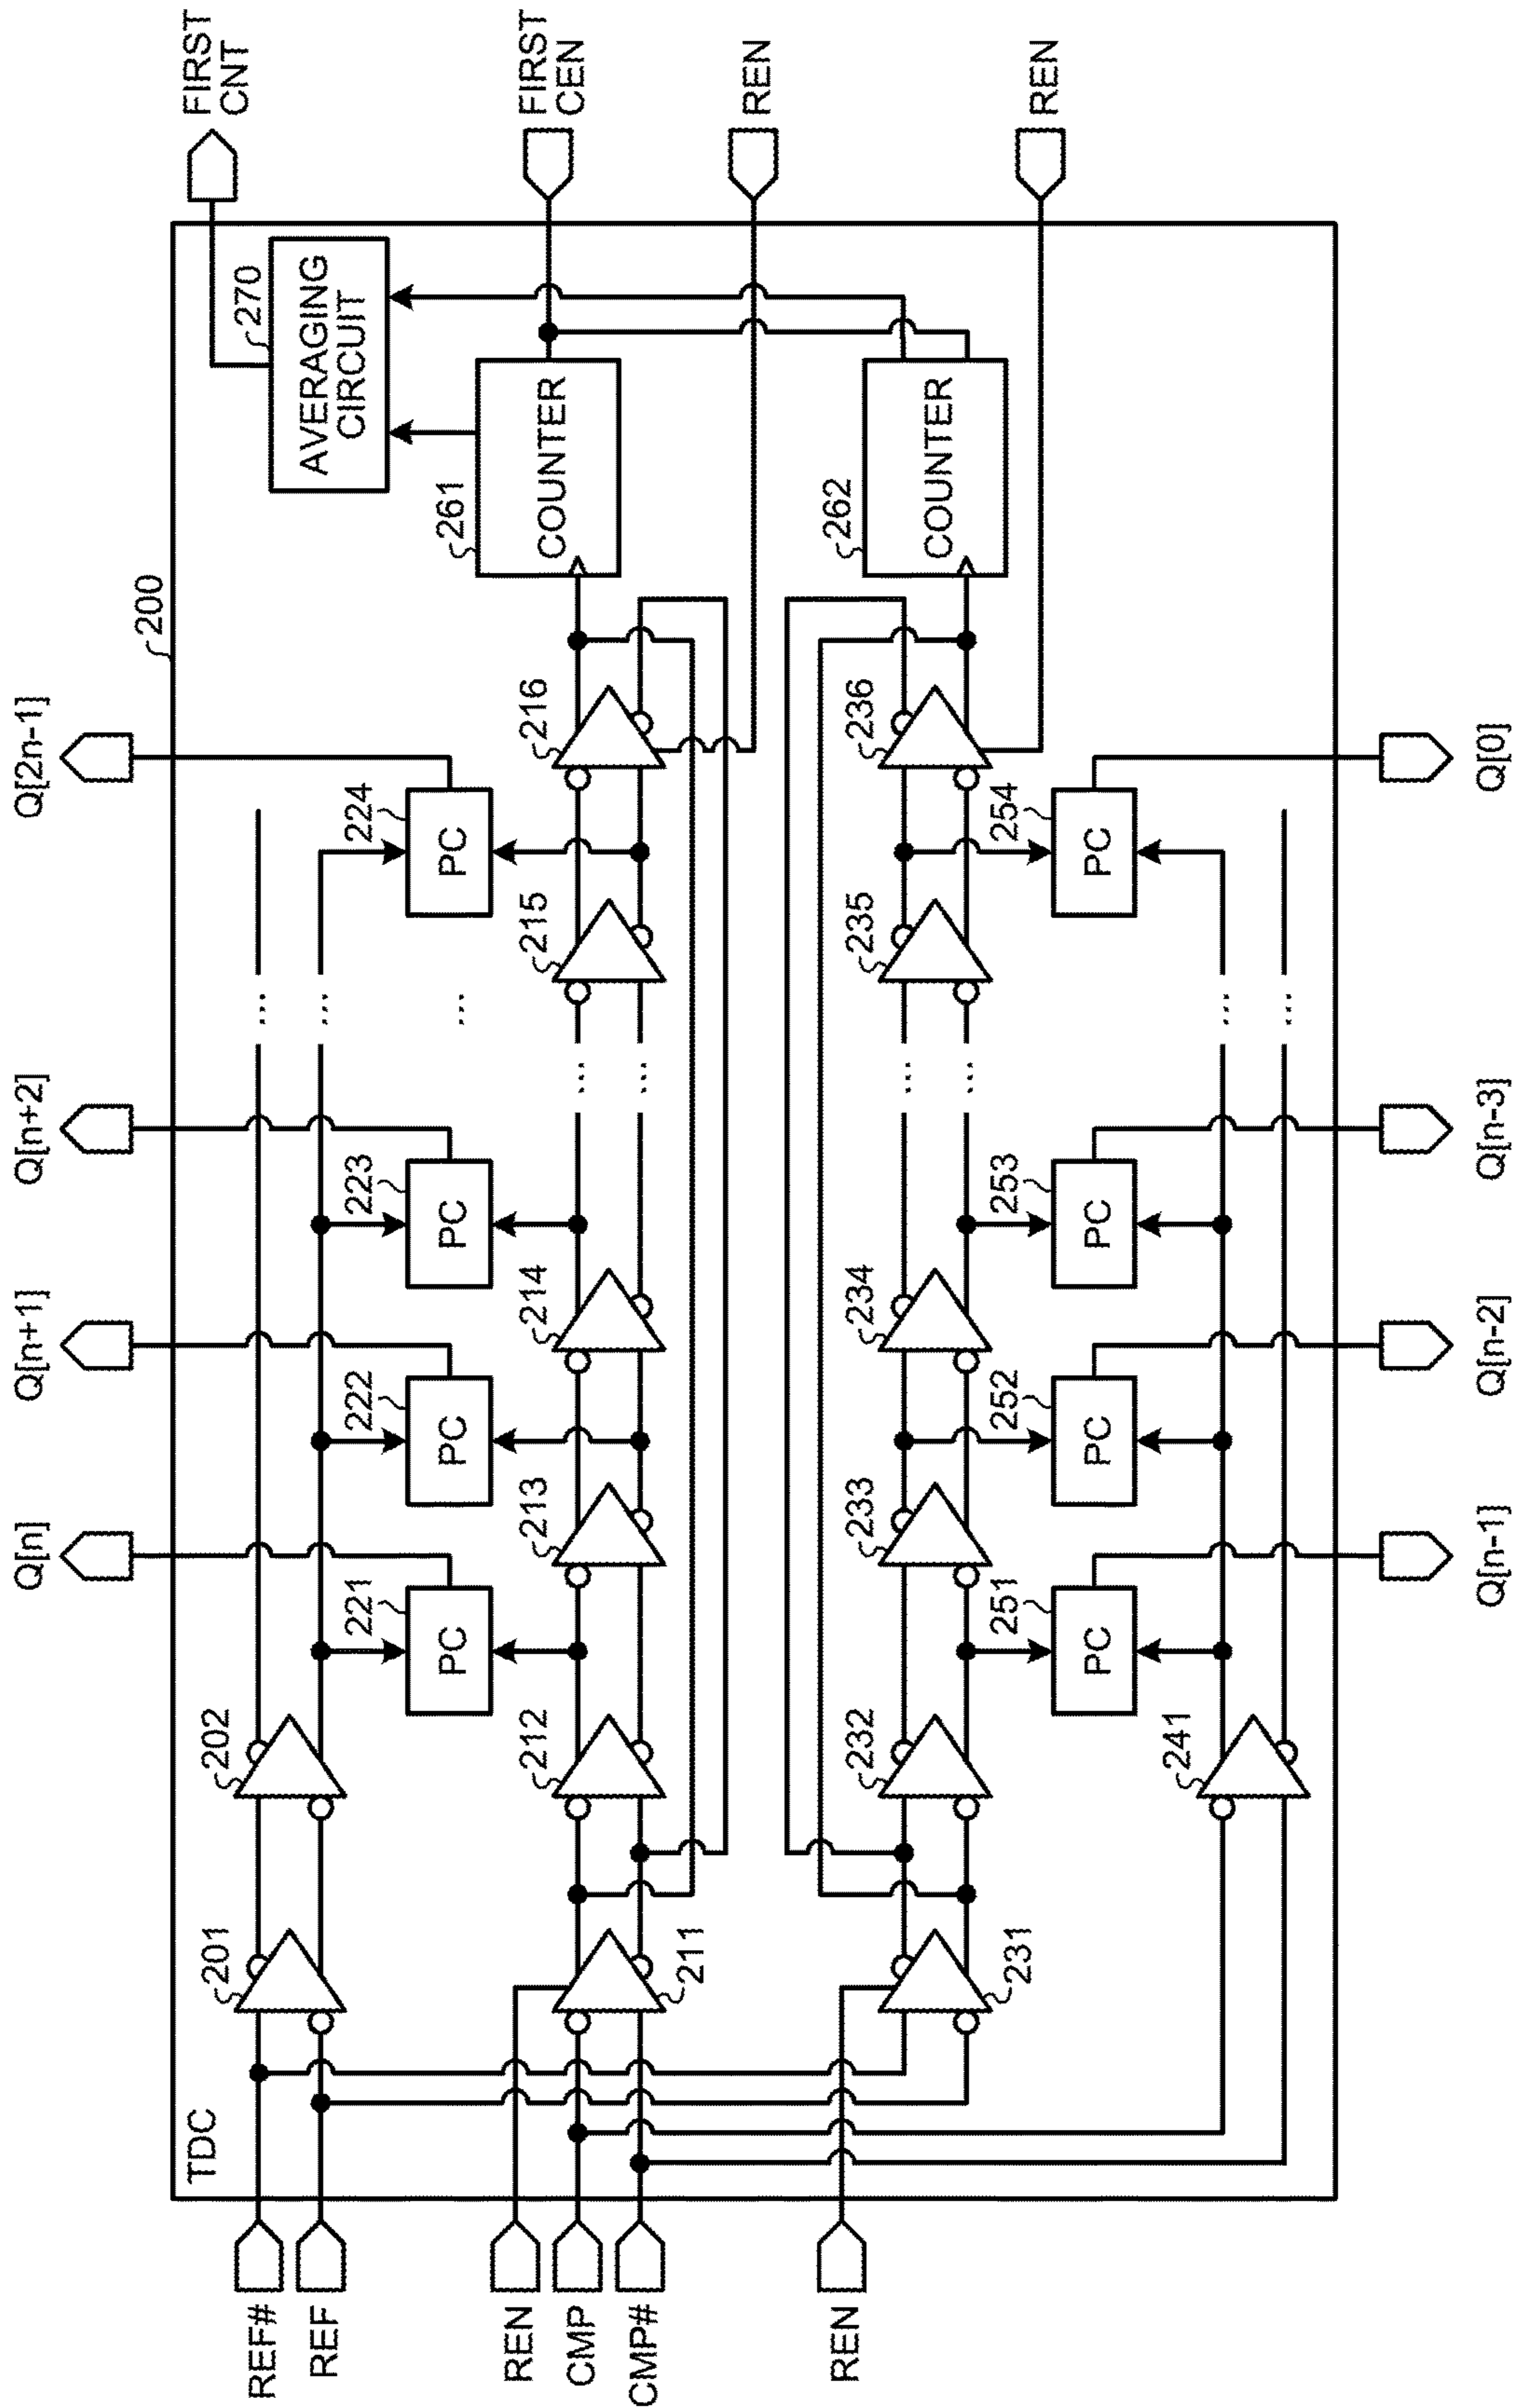 TDC
200
REF#
REF
REN
CMP
CMP#
REN
Q[n]
Q[n+1]
Q[n+2]
Q[2n-1]
FIRST
CNT
FIRST
CEN
REN
REN
201
202
...
...
221
PC
222
PC
223
PC
...
224
PC
270
AVERAGING
CIRCUIT
211
212
213
214
...
...
215
216
261
COUNTER
231
232
233
234
...
...
235
236
262
COUNTER
251
PC
252
PC
253
PC
254
PC
241
...
...
Q[n-1]
Q[n-2]
Q[n-3]
Q[0]